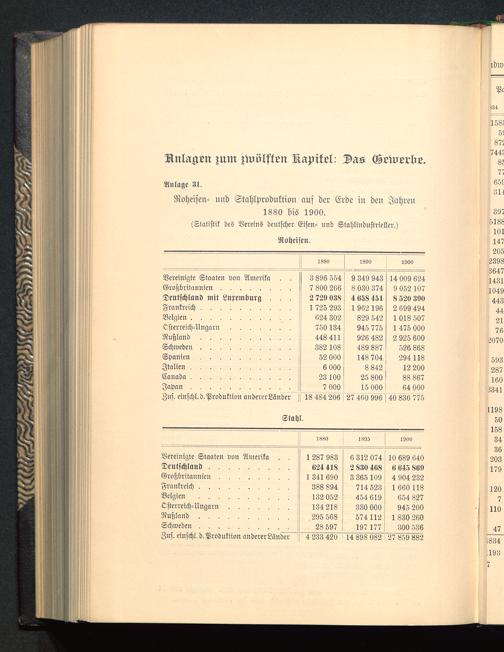 Anlagen zum zwölften Kapitel: Das Gewerbe.
Anlage 31.
Roheisen- und Stahlproduktion auf der Erde in den Jahren
1880 bis 1900.
(Statistik des Vereins deutscher Eisen- und Stahlindustrieller.)
Roheisen.
1880 1890 1900
Vereinigte Staaten von Amerika . . 3 896 554 9 349 943 14 009 624
Großbritannien . . . . . . . 7 800 266 8 030 374 9 052 107
Deutschland mit Luxemburg . . . 2 729 038 4 658 451 8 520 390
Frankreich . . . . . . . . . 1 725 293 1 962 196 2 699 494
Belgien . . . . . . . . . . 624 302 829 542 1 018 507
Österreich-Ungarn . . . . . . 750 134 945 775 1 475 000
Rußland . . . . . . . . . . 448 411 926 482 2 925 600
Schweden . . . . . . . . . 382 108 489 887 526 868
Spanien . . . . . . . . . . 52 000 148 704 294 118
Italien . . . . . . . . . . 6 000 8 842 12 200
Canada . . . . . . . . . . 23 100 25 800 88 867
Japan . . . . . . . . . . . 7 000 15 000 64 000
Zus. einschl. d. Produktion anderer Länder 18 484 206 27 460 996 40 836 775
Stahl.
1880 1895 1900
Vereinigte Staaten von Amerika . . 1 287 983 6 312 074 10 689 640
Deutschland . . . . . . . . 624 418 2 830 468 6 645 869
Großbritannien . . . . . . . 1 341 690 3 365 109 4 904 232
Frankreich . . . . . . . . . 388 894 714 523 1 660 118
Belgien . . . . . . . . . . 132 052 454 619 654 827
Österreich-Ungarn . . . . . . 134 218 330 000 945 200
Rußland . . . . . . . . . . 295 568 574 112 1 830 260
Schweden . . . . . . . . . 28 597 197 177 300 536
Zus. einschl. d. Produktion anderer Länder 4 233 420 14 898 082 27 859 882